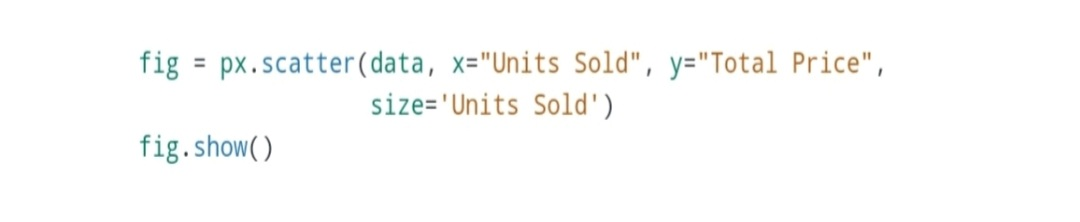 fig = px.scatter(data, x="Units Sold", y="Total Price",
                 size='Units Sold')
fig.show()